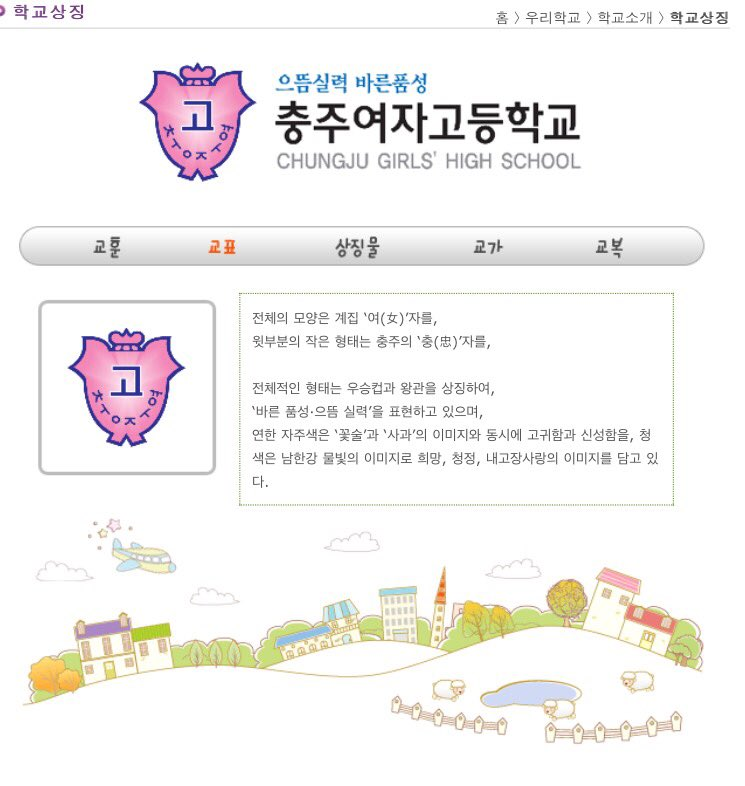 학교상징
홈 > 우리학교 > 학교소개 > 학교상징
고
충주여
으뜸실력 바른품성
충주여자고등학교
CHUNGJU GIRLS' HIGH SCHOOL
교훈 교표 상징물 교가 교복
고
충주여
전체의 모양은 계집 '여(女)'자를,
윗부분의 작은 형태는 충주의 '충(忠)'자를,
전체적인 형태는 우승컵과 왕관을 상징하여,
'바른 품성·으뜸 실력'을 표현하고 있으며,
연한 자주색은 '꽃술'과 '사과'의 이미지와 동시에 고귀함과 신성함을, 청
색은 남한강 물빛의 이미지로 희망, 청정, 내고장사랑의 이미지를 담고 있
다.